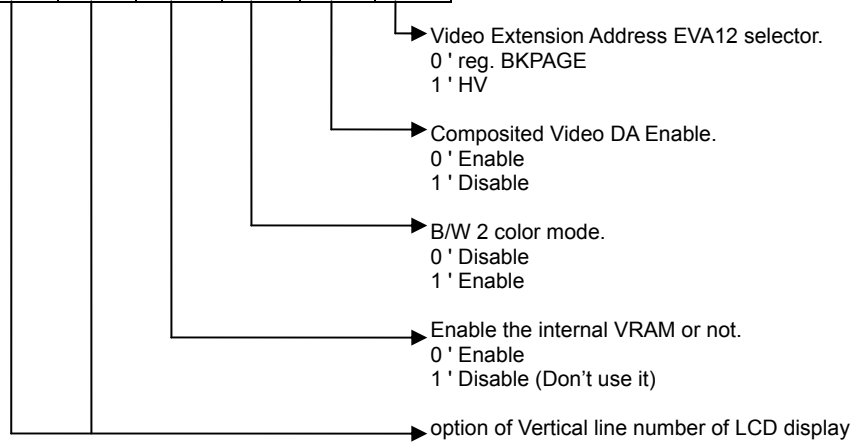 Video Extension Address EVA12 selector.
0 ' reg. BKPAGE
1 ' HV
Composited Video DA Enable.
0 ' Enable
1 ' Disable
B/W 2 color mode.
0 ' Disable
1 ' Enable
Enable the internal VRAM or not.
0 ' Enable
1 ' Disable (Don’t use it)
option of Vertical line number of LCD display